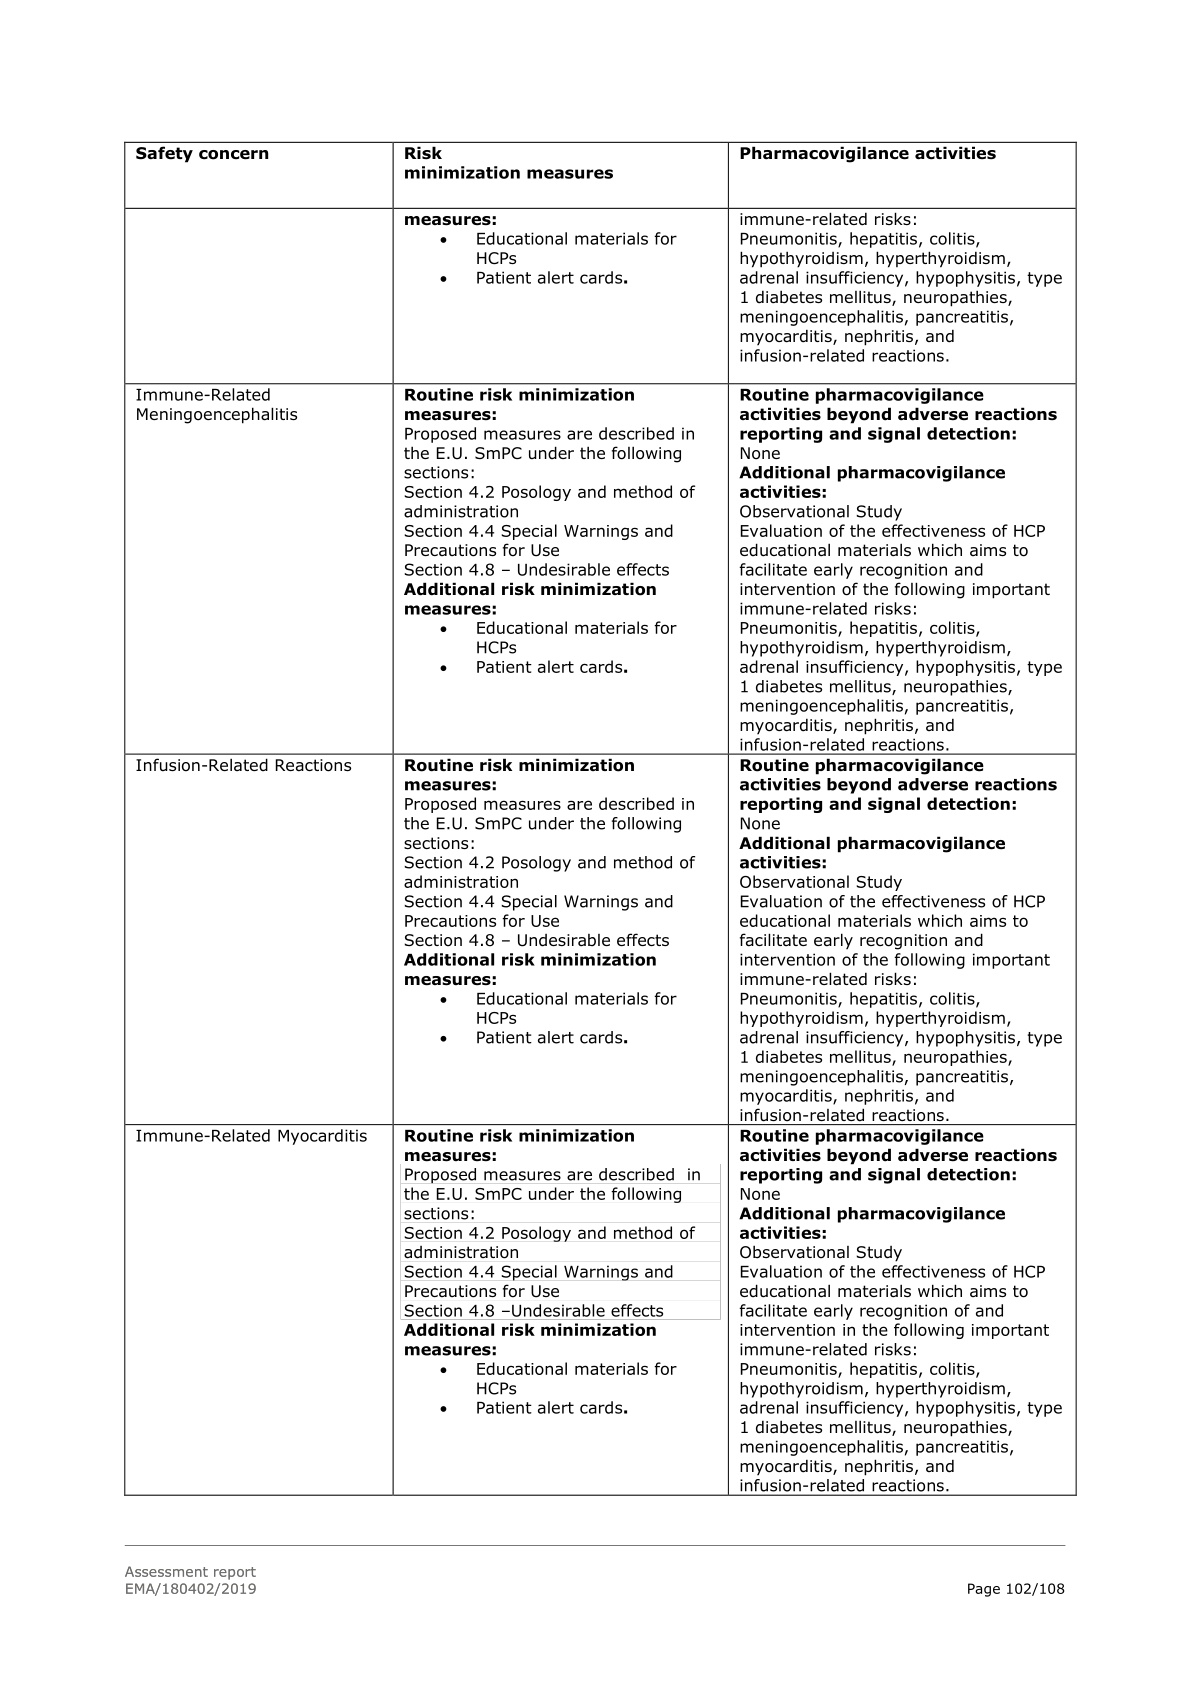 Safety concern
Risk
minimization measures
Pharmacovigilance activities
measures:
• Educational materials for
HCPs
• Patient alert cards.
immune-related risks:
Pneumonitis, hepatitis, colitis,
hypothyroidism, hyperthyroidism,
adrenal insufficiency, hypophysitis, type
1 diabetes mellitus, neuropathies,
meningoencephalitis, pancreatitis,
myocarditis, nephritis, and
infusion-related reactions.
Immune-Related
Meningoencephalitis
Routine risk minimization
measures:
Proposed measures are described in
the E.U. SmPC under the following
sections:
Section 4.2 Posology and method of
administration
Section 4.4 Special Warnings and
Precautions for Use
Section 4.8 – Undesirable effects
Additional risk minimization
measures:
• Educational materials for
HCPs
• Patient alert cards.
Routine pharmacovigilance
activities beyond adverse reactions
reporting and signal detection:
None
Additional pharmacovigilance
activities:
Observational Study
Evaluation of the effectiveness of HCP
educational materials which aims to
facilitate early recognition and
intervention of the following important
immune-related risks:
Pneumonitis, hepatitis, colitis,
hypothyroidism, hyperthyroidism,
adrenal insufficiency, hypophysitis, type
1 diabetes mellitus, neuropathies,
meningoencephalitis, pancreatitis,
myocarditis, nephritis, and
infusion-related reactions.
Infusion-Related Reactions
Routine risk minimization
measures:
Proposed measures are described in
the E.U. SmPC under the following
sections:
Section 4.2 Posology and method of
administration
Section 4.4 Special Warnings and
Precautions for Use
Section 4.8 – Undesirable effects
Additional risk minimization
measures:
• Educational materials for
HCPs
• Patient alert cards.
Routine pharmacovigilance
activities beyond adverse reactions
reporting and signal detection:
None
Additional pharmacovigilance
activities:
Observational Study
Evaluation of the effectiveness of HCP
educational materials which aims to
facilitate early recognition and
intervention of the following important
immune-related risks:
Pneumonitis, hepatitis, colitis,
hypothyroidism, hyperthyroidism,
adrenal insufficiency, hypophysitis, type
1 diabetes mellitus, neuropathies,
meningoencephalitis, pancreatitis,
myocarditis, nephritis, and
infusion-related reactions.
Immune-Related Myocarditis
Routine risk minimization
measures:
Proposed measures are described  in
the E.U. SmPC under the following
sections:
Section 4.2 Posology and method of
administration
Section 4.4 Special Warnings and
Precautions for Use
Section 4.8 –Undesirable effects
Additional risk minimization
measures:
• Educational materials for
HCPs
• Patient alert cards.
Routine pharmacovigilance
activities beyond adverse reactions
reporting and signal detection:
None
Additional pharmacovigilance
activities:
Observational Study
Evaluation of the effectiveness of HCP
educational materials which aims to
facilitate early recognition of and
intervention in the following important
immune-related risks:
Pneumonitis, hepatitis, colitis,
hypothyroidism, hyperthyroidism,
adrenal insufficiency, hypophysitis, type
1 diabetes mellitus, neuropathies,
meningoencephalitis, pancreatitis,
myocarditis, nephritis, and
infusion-related reactions.
Assessment report
EMA/180402/2019
Page 102/108